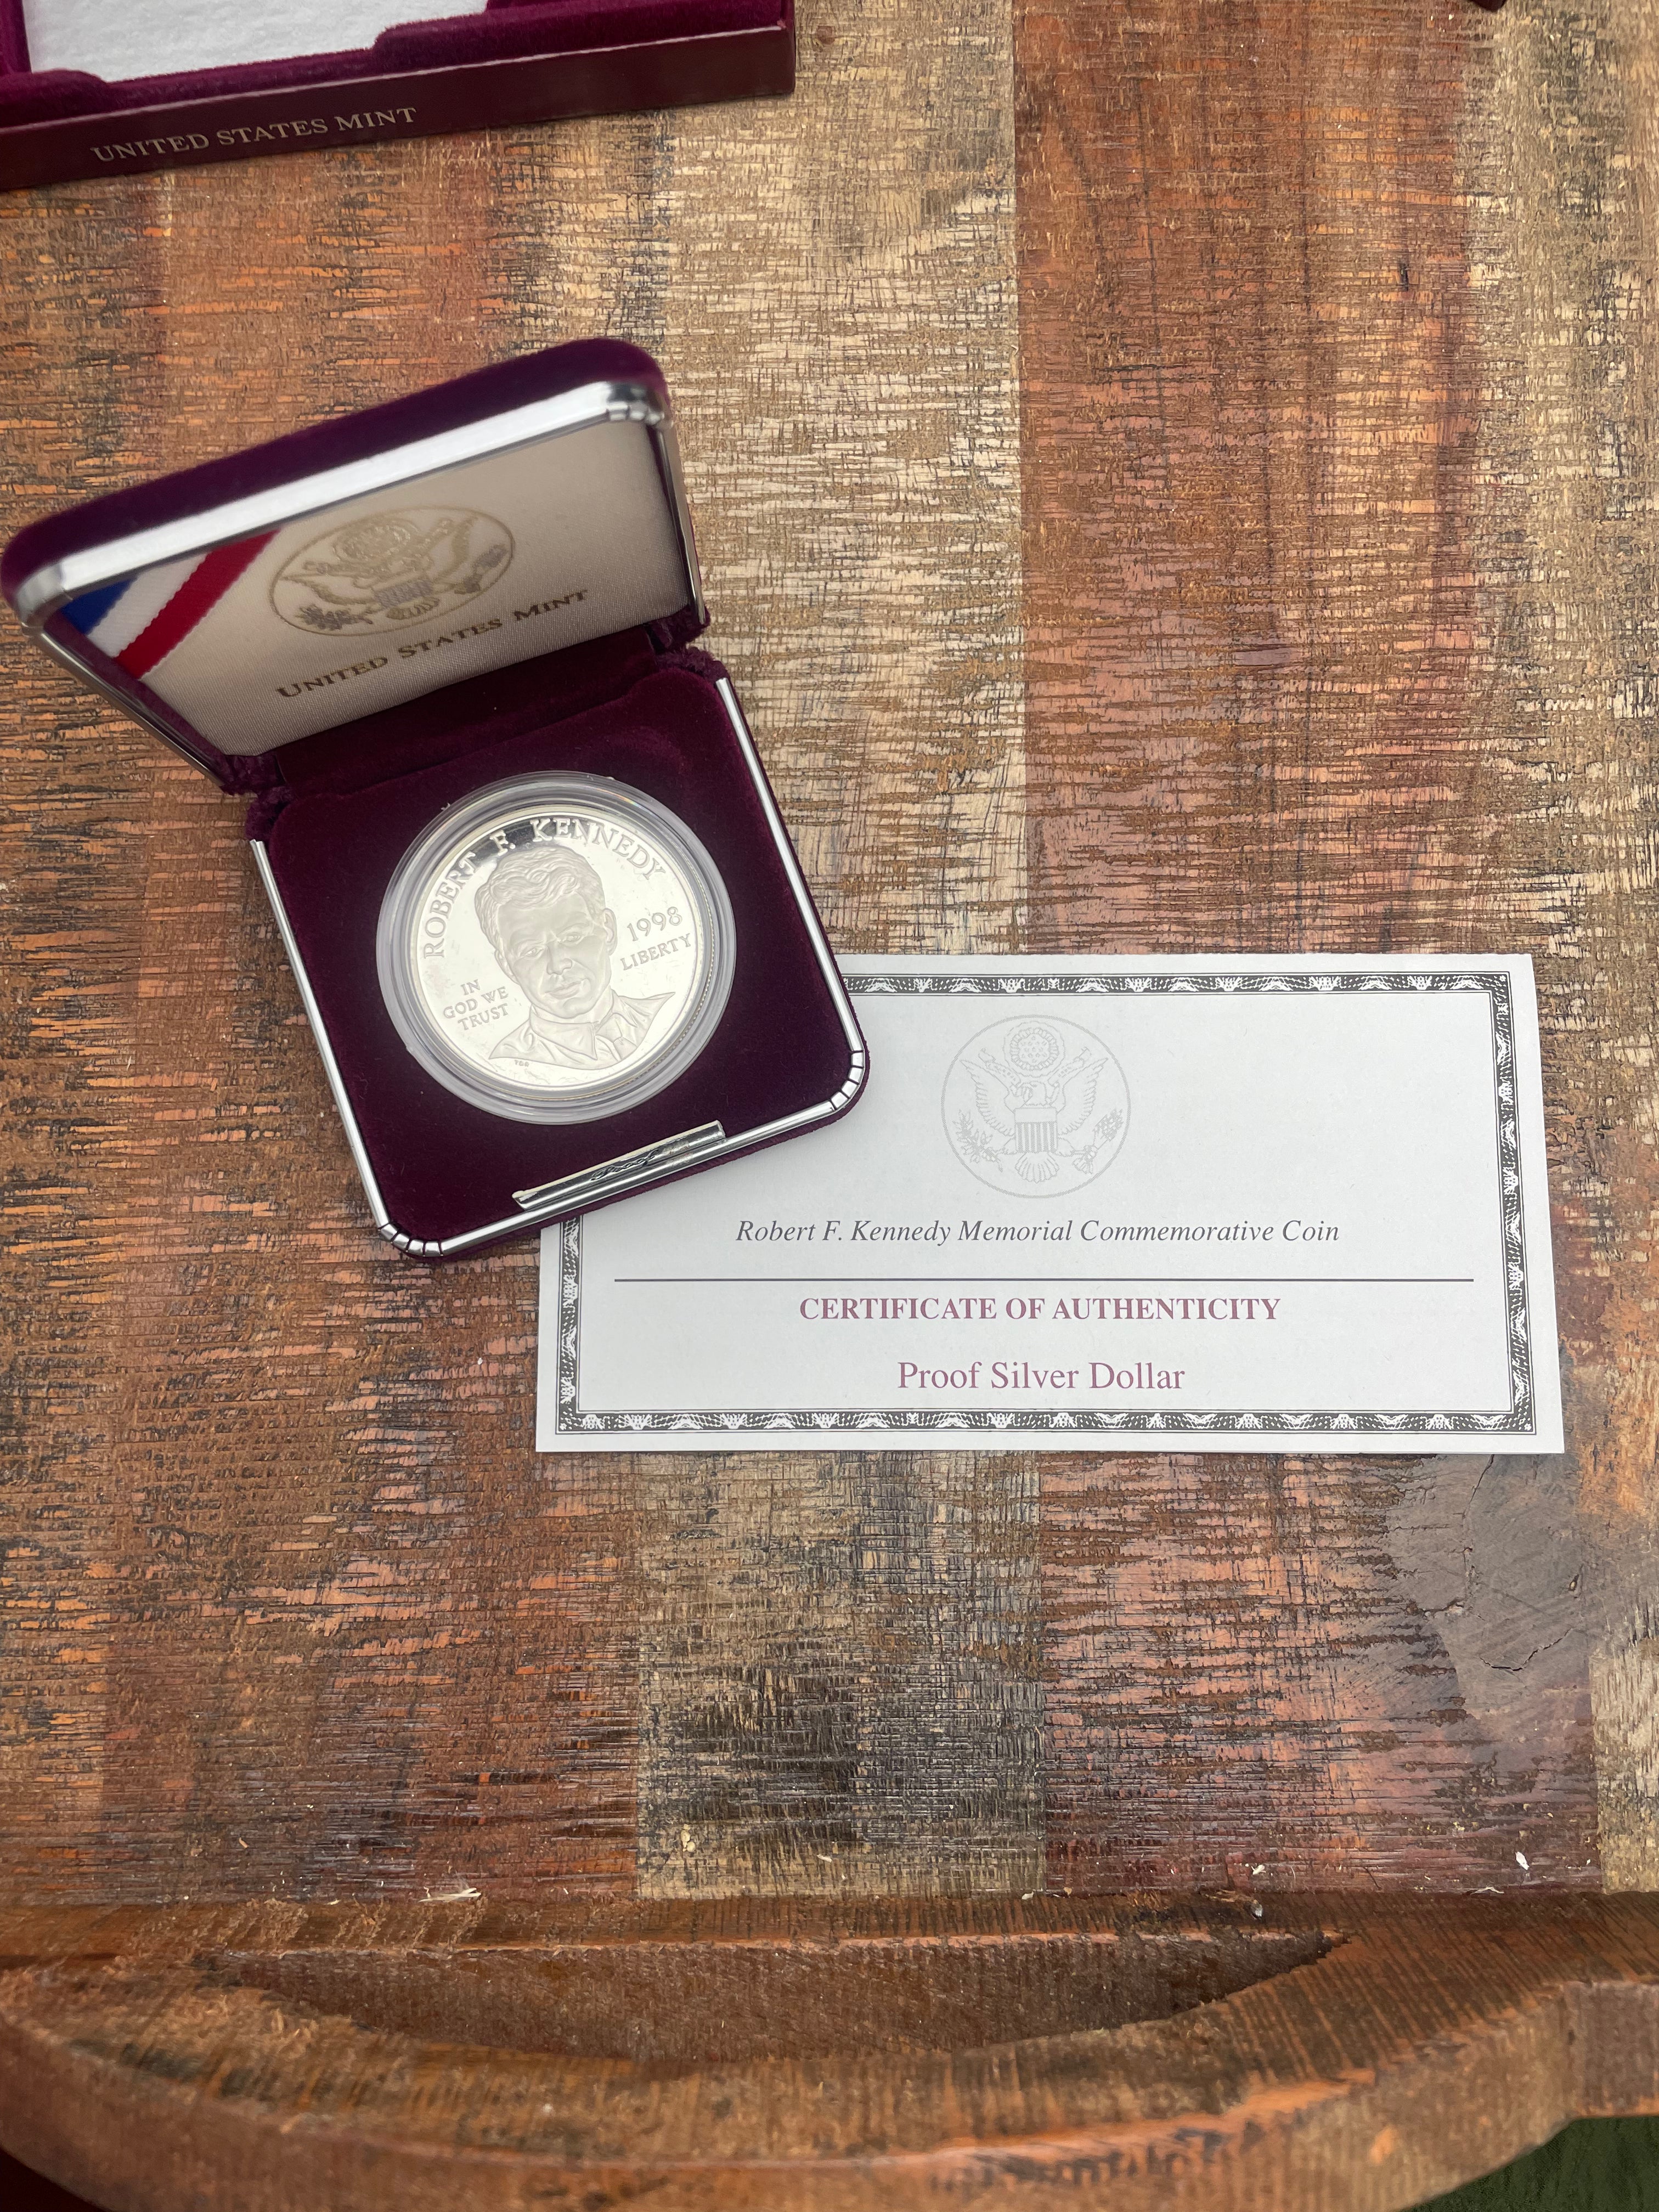 UNITED STATES MINT
UNITED STATES MINT
ROBERT F. KENNEDY
1998
LIBERTY
IN
GOD WE
TRUST
Robert F. Kennedy Memorial Commemorative Coin
CERTIFICATE OF AUTHENTICITY
Proof Silver Dollar